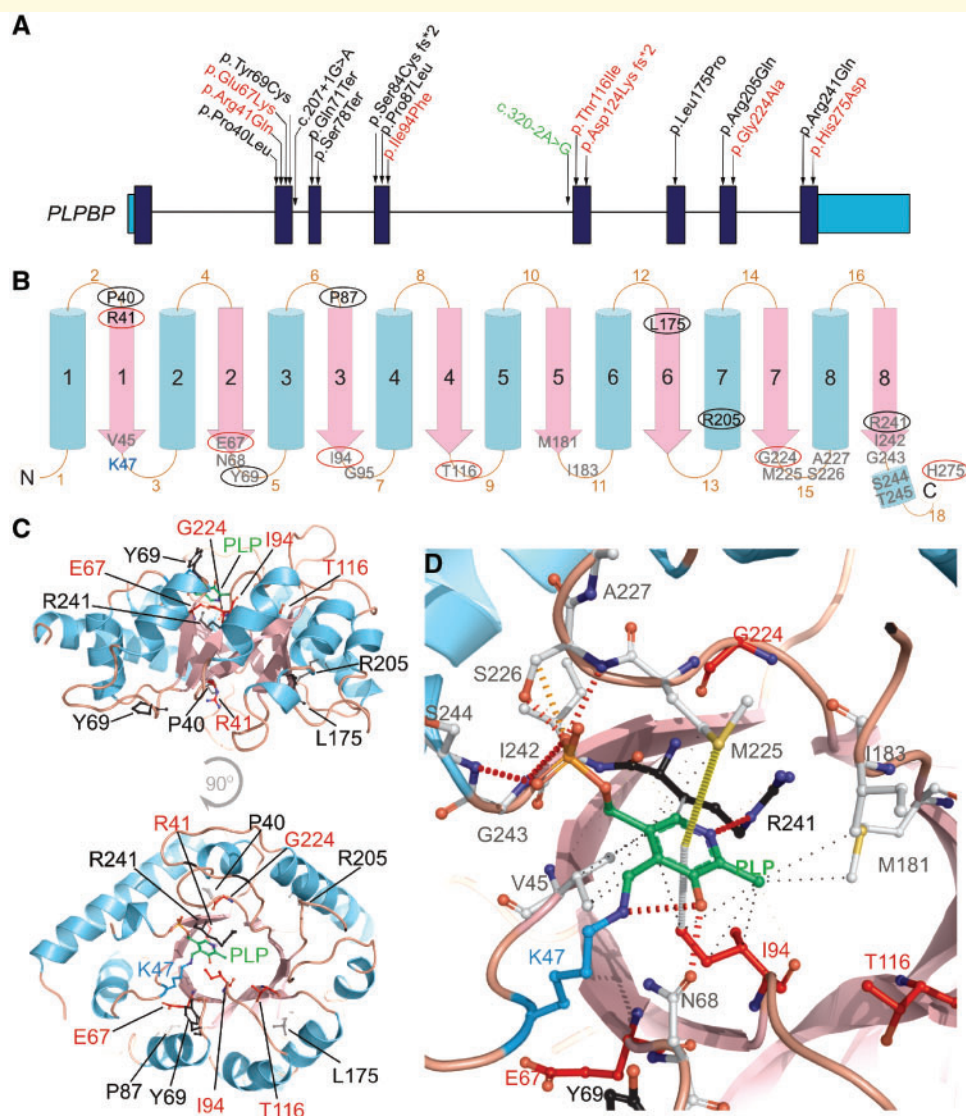 A
p.Pro40Leu
p.Arg41Gln
p.Glu67Lys
p.Tyr69Cys
c.207+1G>A
p.Gln71Ter
p.Ser78Ter
p.Ser84Cys fs*2
p.Pro87Leu
p.Ile94Phe
c.320-2A>G
p.Thr116Ile
p.Asp124Lys fs*2
p.Leu175Pro
p.Arg205Gln
p.Gly224Ala
p.Arg241Gln
p.His275Asp
PLPBP
B
2 4 6 8 10 12 14 16
P40 P87
R41 L175
1 1 2 2 3 3 4 4 5 5 6 6 7 7 8 8
R205 R241
V45 E67 M181 I242
K47 N68 I94 T116 I183 G224 A227 G243
Y69 G95 M225 S226 H275
N S244 C
T245
1 3 5 7 9 11 13 15 18
C
G224
Y69 PLP I94
E67 T116
R241
R205
Y69 P40 R41 L175
90°
R41 P40
R241 G224 R205
K47 PLP
E67
P87 L175
Y69 I94 T116
D
A227
G224
S226
S244
I242 M225 I183
G243 R241
PLP M181
V45
K47 I94 T116
N68
E67
Y69